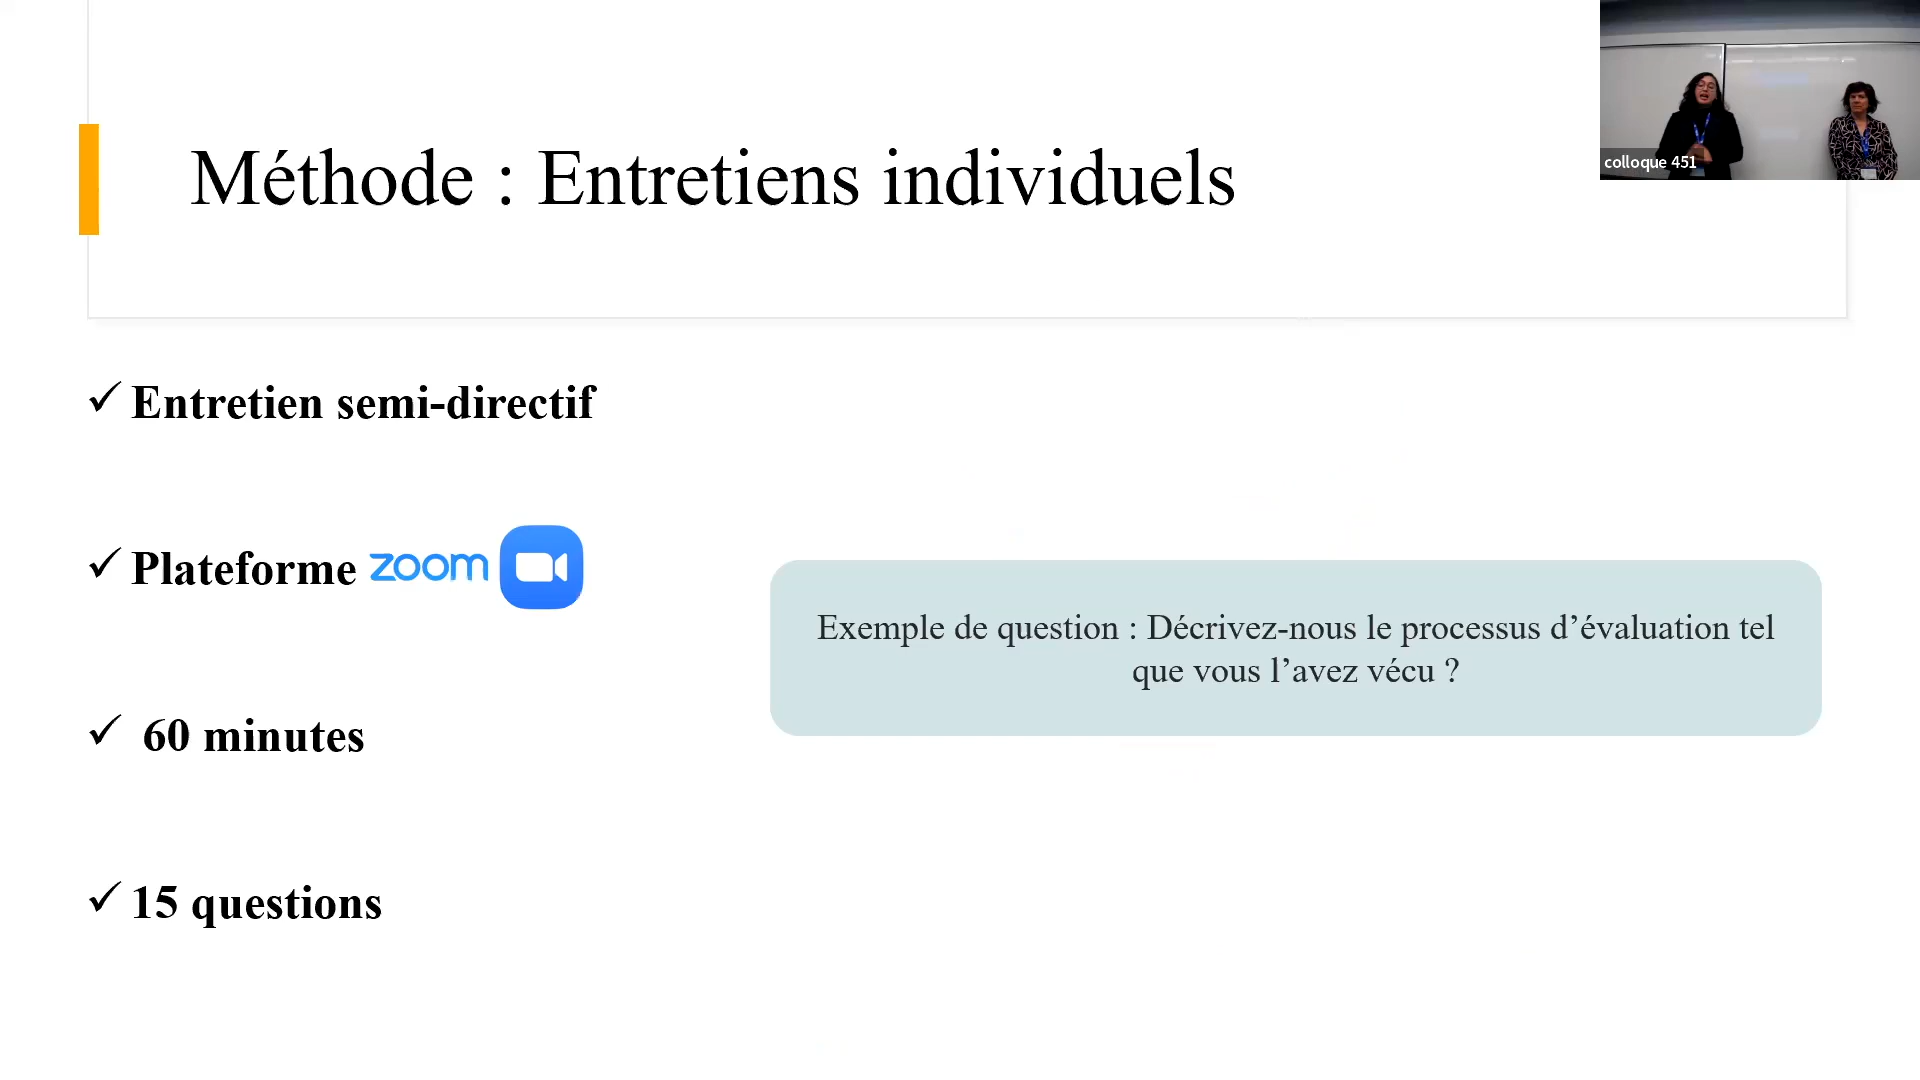 Méthode : Entretiens individuels
colloque 451
✓ Entretien semi-directif
✓ Plateforme zoom
✓ 60 minutes
✓ 15 questions
Exemple de question : Décrivez-nous le processus d’évaluation tel
que vous l’avez vécu ?